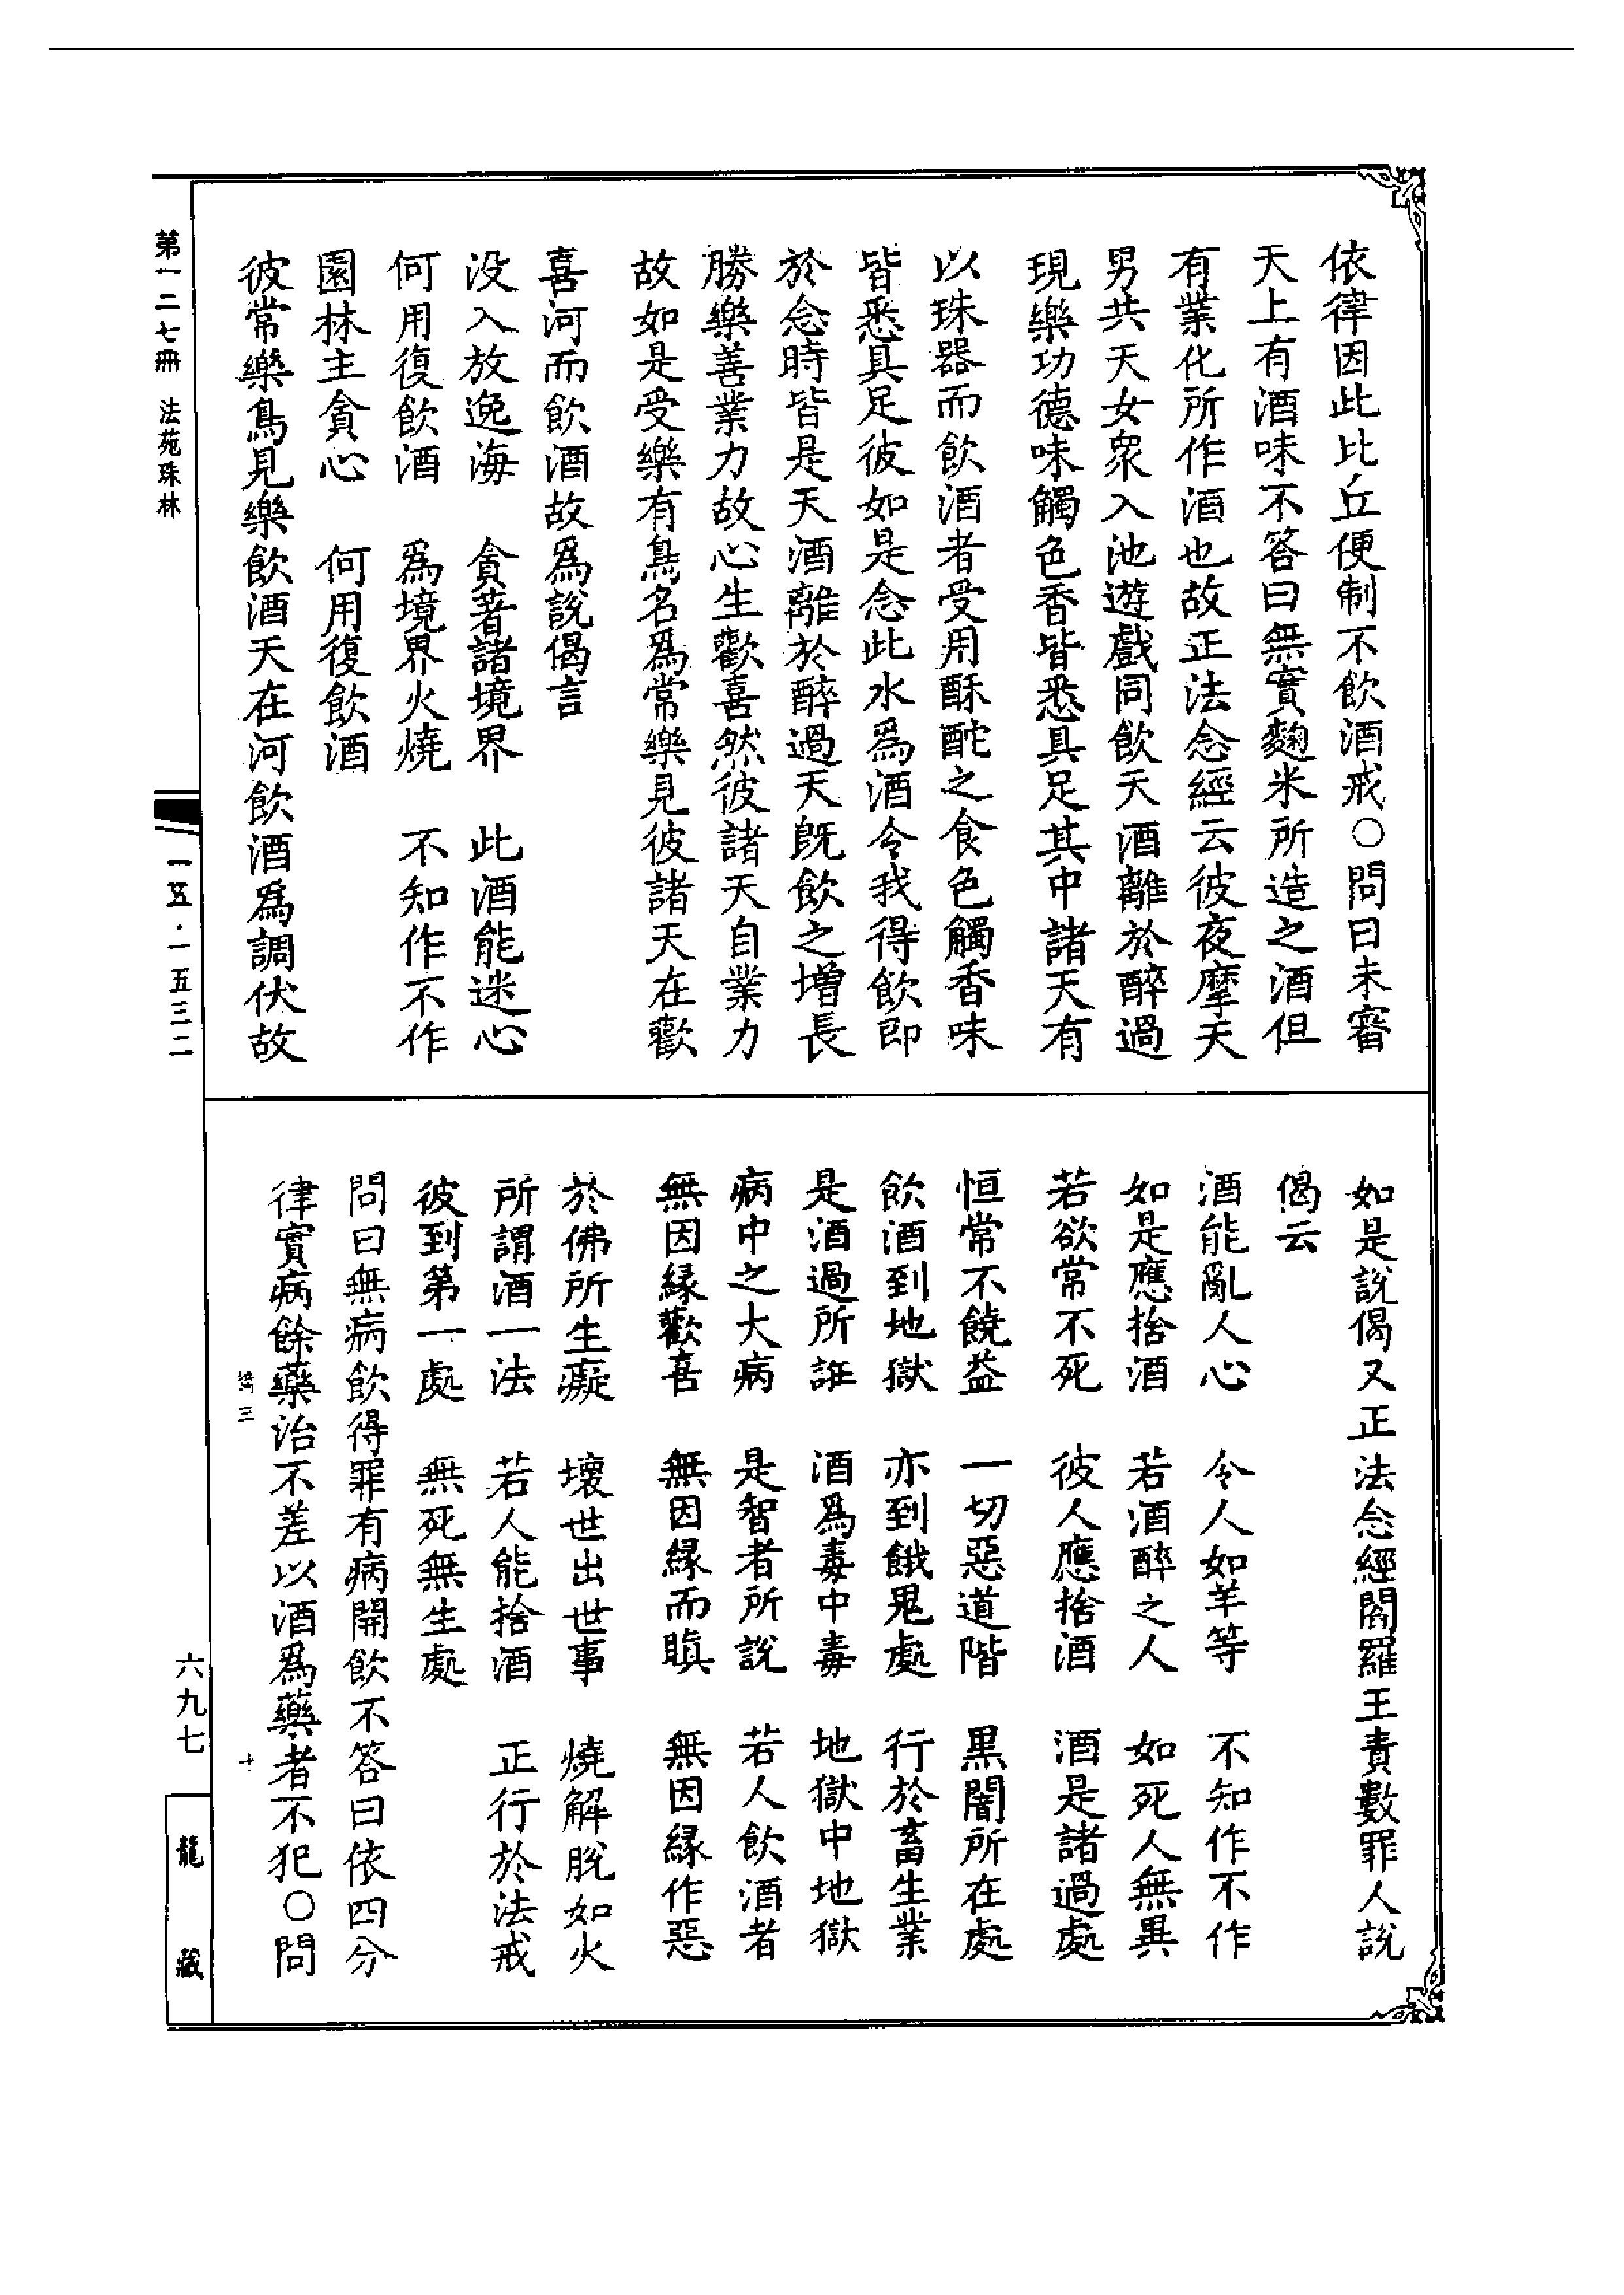 依律因此比丘便制不飲酒戒○問曰未審
天上有酒味不答曰無實麴米所造之酒但
有業化所作酒也故正法念經云彼夜摩天
男共天女眾入池遊戲同飲天酒離於醉過
現樂功德味觸色香皆悉具足其中諸天有
以珠器而飲酒者受用酥酡之食色觸香味
皆悉具足彼如是念此水爲酒令我得飲即
於念時皆是天酒離於醉過天既飲之增長
勝樂善業力故心生歡喜然彼諸天自業力
故如是受樂有鳥名爲常樂見彼諸天在歡
喜河而飲酒故爲說偈言
没入放逸海　貪著諸境界　此酒能迷心
何用復飲酒　爲境界火燒　不知作不作
園林主貪心　何用復飲酒
彼常樂鳥見樂飲酒天在河飲酒爲調伏故
如是說偈又正法念經閻羅王責數罪人說
偈云
酒能亂人心　令人如羊等　不知作不作
如是應捨酒　若酒醉之人　如死人無異
若欲常不死　彼人應捨酒　酒是諸過處
恒常不饒益　一切惡道階　黑闇所在處
飲酒到地獄　亦到餓鬼處　行於畜生業
是酒過所誑　酒爲毒中毒　地獄中地獄
病中之大病　是智者所說　若人飲酒者
無因緣歡喜　無因緣而瞋　無因緣作惡
於佛所生癡　壞世出世事　燒解脫如火
所謂酒一法　若人能捨酒　正行於法戒
彼到第一處　無死無生處
問曰無病飲得罪有病開飲不答曰依四分
律實病餘藥治不差以酒爲藥者不犯○問
三　十
第一二七冊　法苑珠林
一五·一五三二
六九七
龍藏